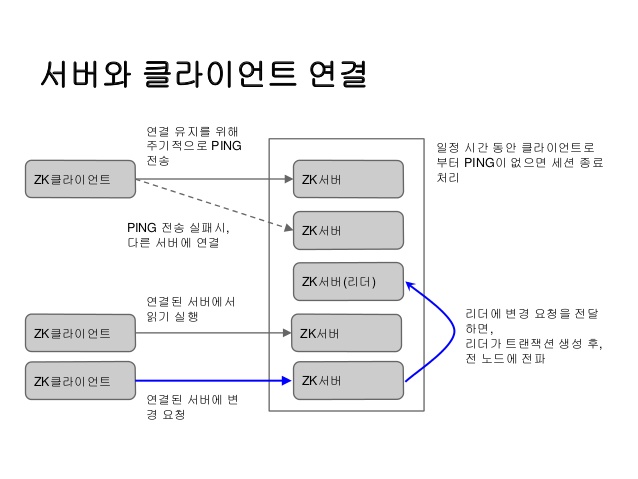 서버와 클라이언트 연결
연결 유지를 위해
주기적으로 PING
전송
일정 시간 동안 클라이언트로
부터 PING이 없으면 세션 종료
처리
ZK클라이언트
ZK서버
PING 전송 실패시,
다른 서버에 연결
ZK서버
ZK서버(리더)
연결된 서버에서
읽기 실행
리더에 변경 요청을 전달
하면,
리더가 트랜잭션 생성 후,
전 노드에 전파
ZK클라이언트
ZK서버
ZK클라이언트
ZK서버
연결된 서버에 변
경 요청